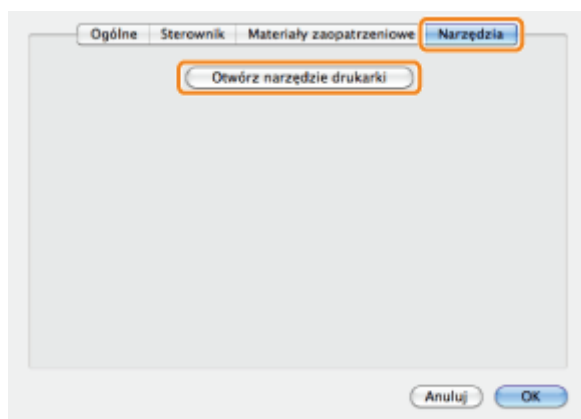 Ogólne Sterownik Materiały zaopatrzeniowe Narzędzia
Otwórz narzędzie drukarki
Anuluj OK